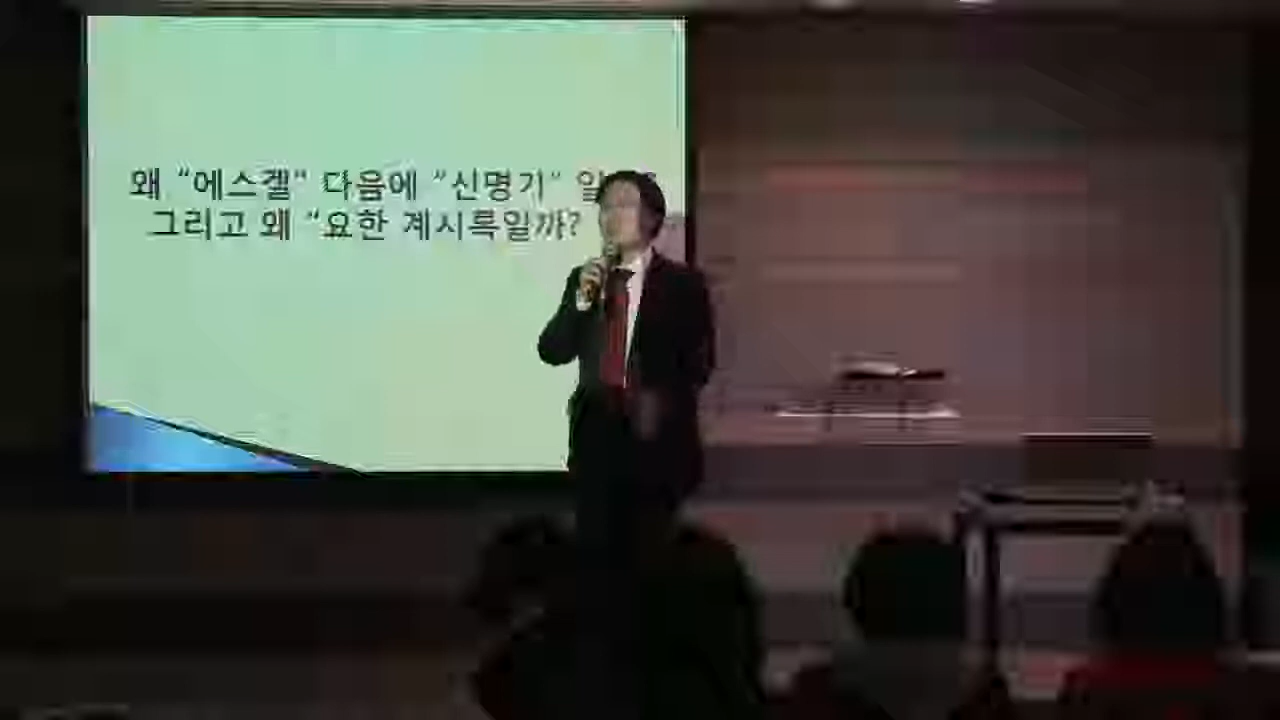 왜 “에스겔” 다음에 “신명기”
그리고 왜 “요한 계시록일까?